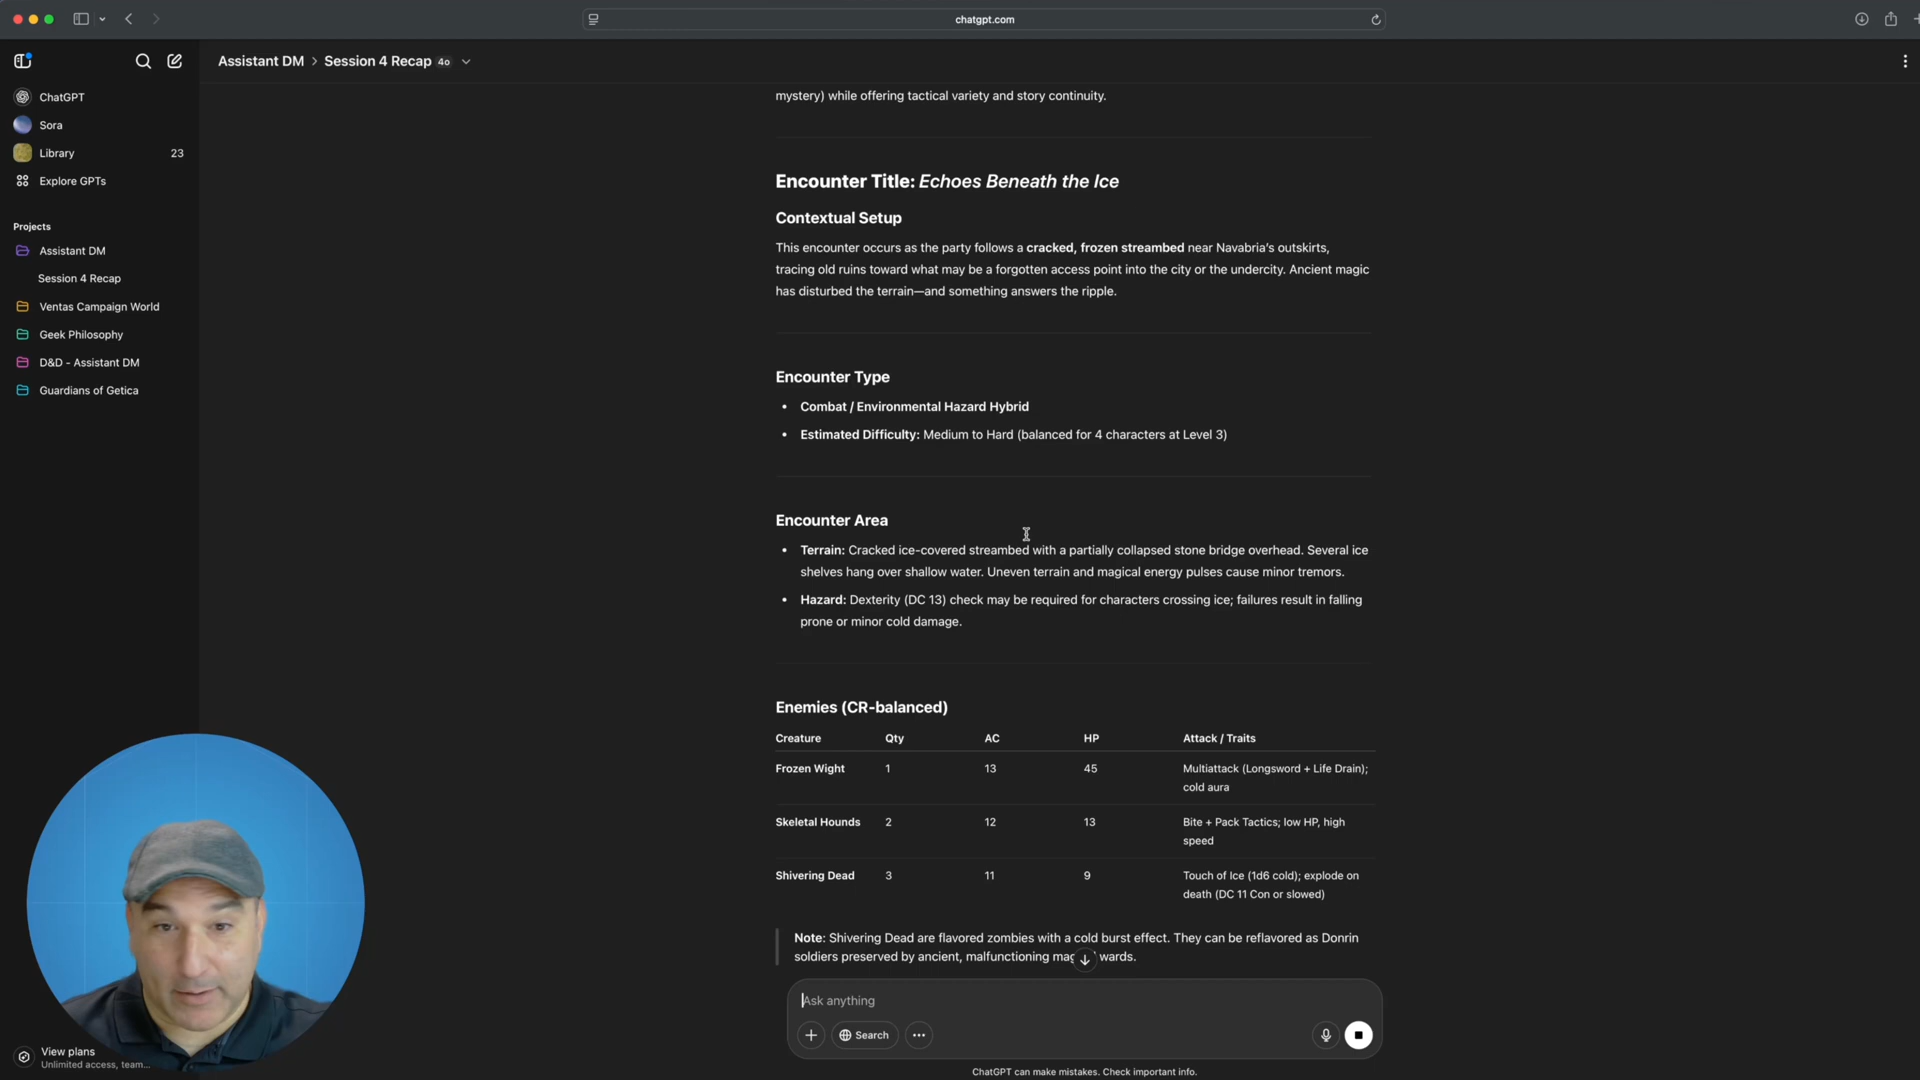 chatgpt.com
Assistant DM > Session 4 Recap 4o
ChatGPT
Sora
Library 23
Explore GPTs
Projects
Assistant DM
Session 4 Recap
Ventas Campaign World
Geek Philosophy
D&D - Assistant DM
Guardians of Getica
View plans
Unlimited access, team...
mystery) while offering tactical variety and story continuity.
Encounter Title: Echoes Beneath the Ice
Contextual Setup
This encounter occurs as the party follows a cracked, frozen streambed near Navabria's outskirts,
tracing old ruins toward what may be a forgotten access point into the city or the undercity. Ancient magic
has disturbed the terrain—and something answers the ripple.
Encounter Type
• Combat / Environmental Hazard Hybrid
• Estimated Difficulty: Medium to Hard (balanced for 4 characters at Level 3)
Encounter Area
• Terrain: Cracked ice-covered streambed with a partially collapsed stone bridge overhead. Several ice
shelves hang over shallow water. Uneven terrain and magical energy pulses cause minor tremors.
• Hazard: Dexterity (DC 13) check may be required for characters crossing ice; failures result in falling
prone or minor cold damage.
Enemies (CR-balanced)
Creature Qty AC HP Attack / Traits
Frozen Wight 1 13 45 Multiattack (Longsword + Life Drain);
cold aura
Skeletal Hounds 2 12 13 Bite + Pack Tactics; low HP, high
speed
Shivering Dead 3 11 9 Touch of Ice (1d6 cold); explode on
death (DC 11 Con or slowed)
Note: Shivering Dead are flavored zombies with a cold burst effect. They can be reflavored as Donrin
soldiers preserved by ancient, malfunctioning wards.
Ask anything
Search
ChatGPT can make mistakes. Check important info.